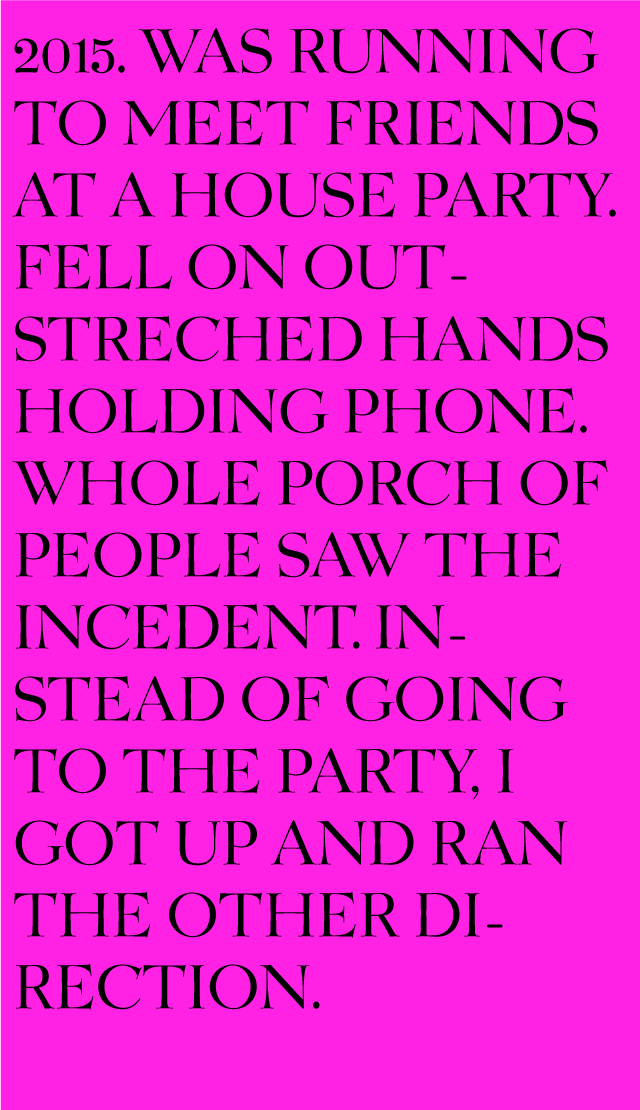 2015. WAS RUNNING
TO MEET FRIENDS
AT A HOUSE PARTY.
FELL ON OUT-
STRECHED HANDS
HOLDING PHONE.
WHOLE PORCH OF
PEOPLE SAW THE
INCEDENT. IN-
STEAD OF GOING
TO THE PARTY, I
GOT UP AND RAN
THE OTHER DI-
RECTION.